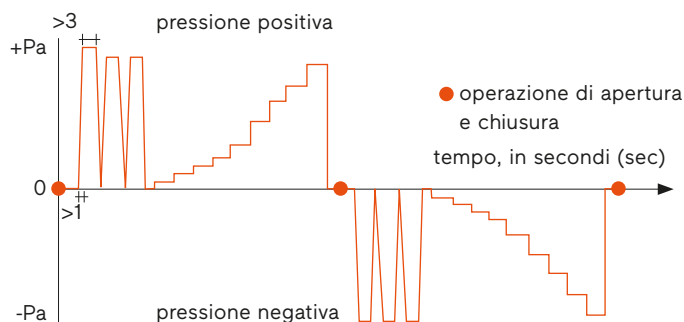 >3
pressione positiva
+Pa
operazione di apertura
e chiusura
tempo, in secondi (sec)
0
>1
-Pa
pressione negativa